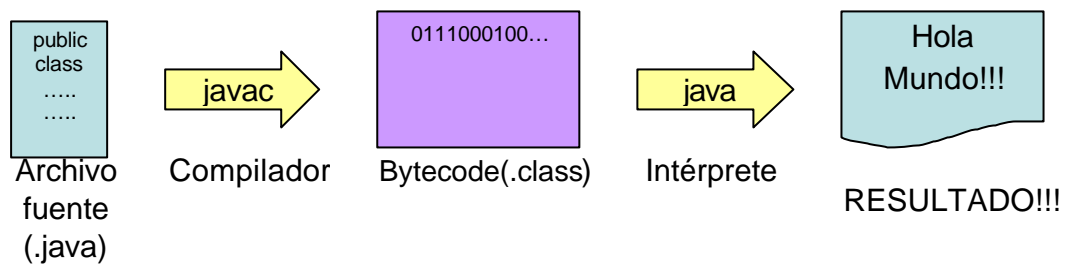 public
class
…..
…..
Archivo
fuente
(.java)
javac
Compilador
0111000100…
Bytecode(.class)
java
Intérprete
Hola
Mundo!!!
RESULTADO!!!